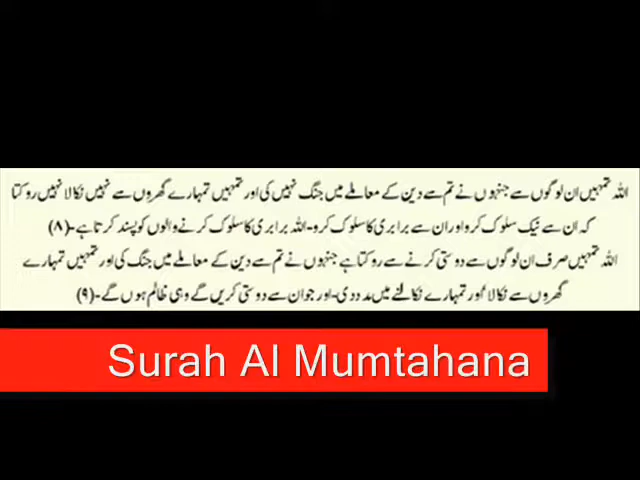 اللہ تمہیں ان لوگوں سے جنہوں نے تم سے دین کے معاملے میں جنگ نہیں کی اور تمہیں تمہارے گھروں سے نہیں نکالا نہیں روکتا
کہ ان سے نیک سلوک کرو اور ان سے برابری کا سلوک کرو۔ اللہ برابری کا سلوک کرنے والوں کو پسند کرتا ہے۔ (۸)
اللہ تمہیں صرف ان لوگوں سے دوستی کرنے سے روکتا ہے جنہوں نے تم سے دین کے معاملے میں جنگ کی اور تمہیں تمہارے
گھروں سے نکالا اور تمہارے نکالنے میں مدد دی۔ اور جو ان سے دوستی کریں گے وہی ظالم ہوں گے۔ (۹)
Surah Al Mumtahana